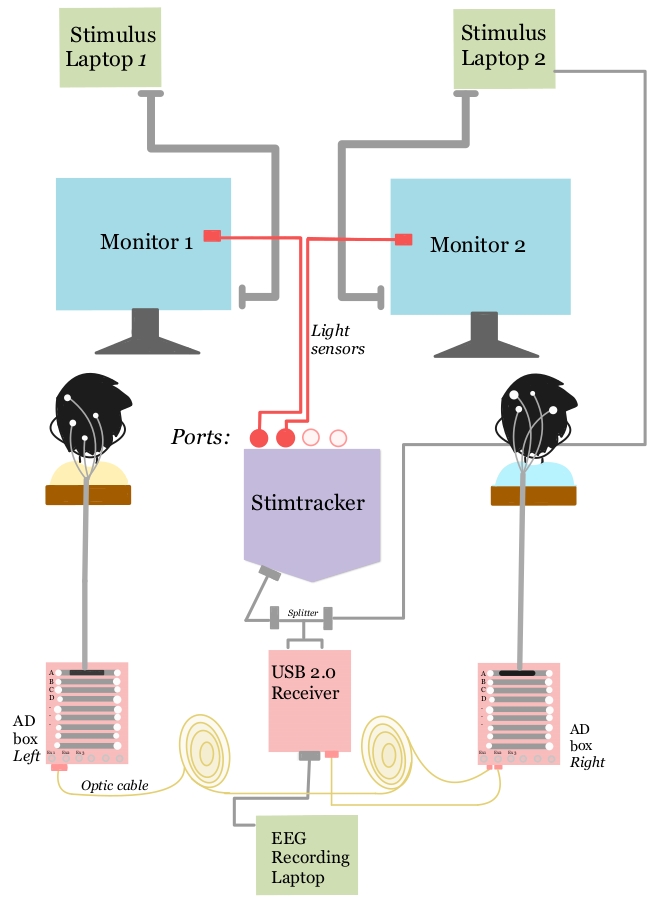 Stimulus
Laptop 1
Stimulus
Laptop 2
Monitor 1
Monitor 2
Light
sensors
Ports:
Stimtracker
Splitter
USB 2.0
Receiver
A
B
C
D
A
B
C
D
AD
box
Left
AD
box
Right
Optic cable
EEG
Recording
Laptop